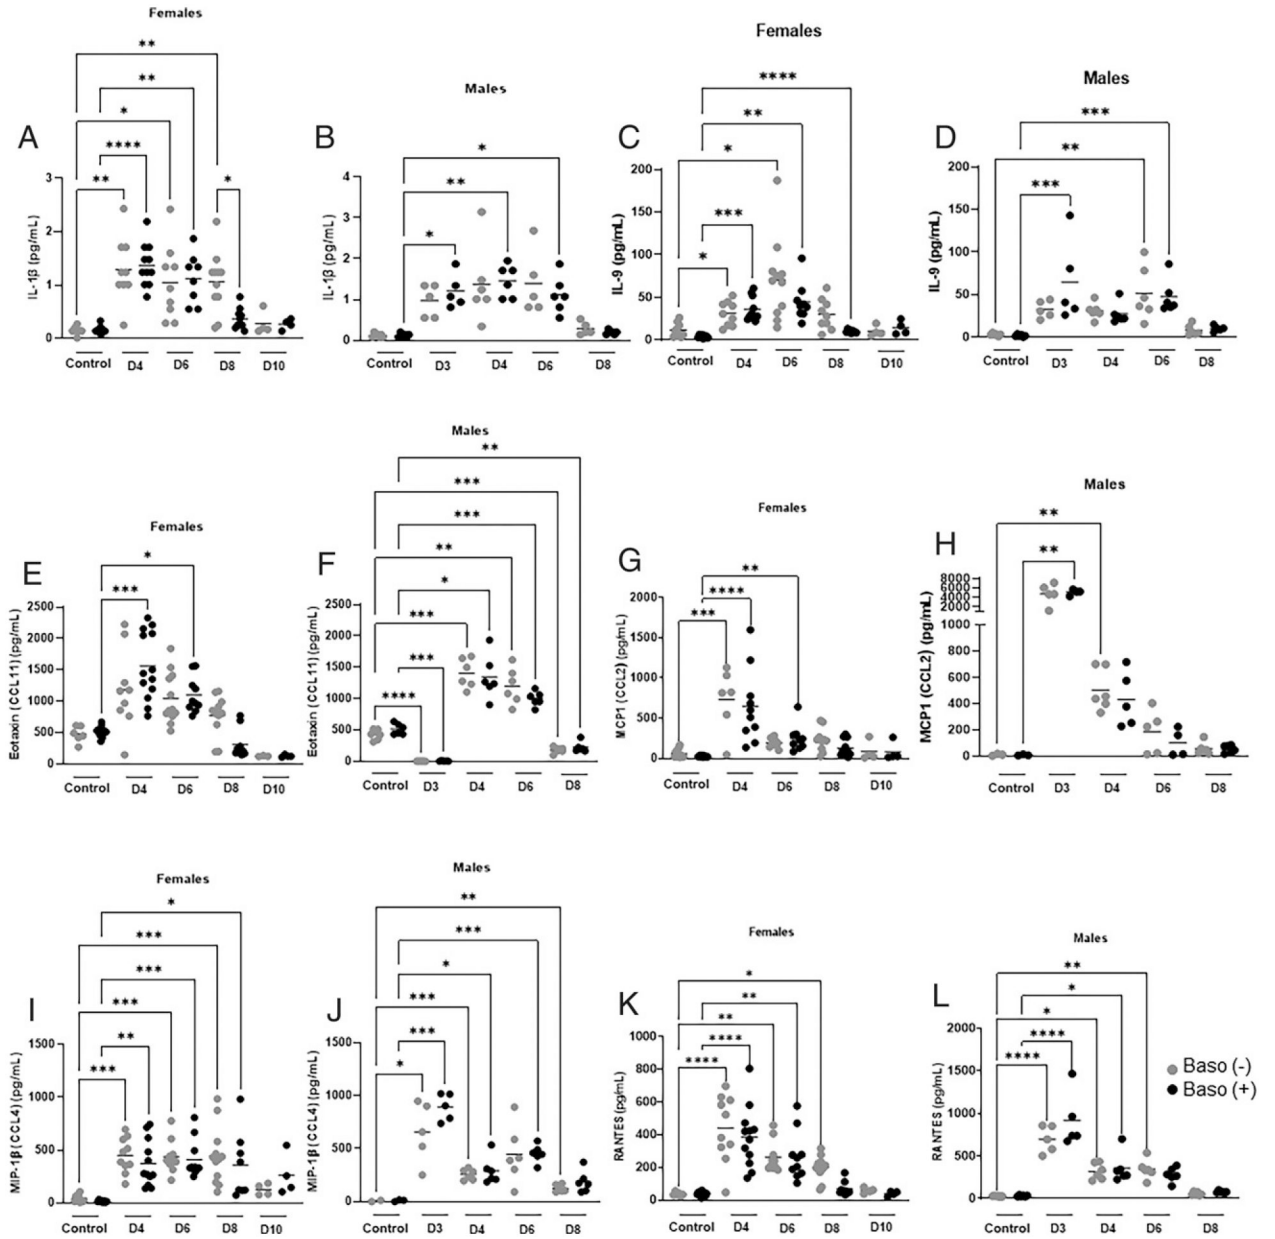 Females
**
**
*
****
**
*
A
IL-1β (pg/mL)
3
2
1
0
Control D4 D6 D8 D10
Males
*
**
*
B
IL-1β (pg/mL)
4
3
2
1
0
Control D3 D4 D6 D8
Females
****
**
*
***
*
C
IL-9 (pg/mL)
200
150
100
50
0
Control D4 D6 D8 D10
Males
***
**
***
D
IL-9 (pg/mL)
200
150
100
50
0
Control D3 D4 D6 D8
Females
*
***
E
Eotaxin (CCL11) (pg/mL)
2500
2000
1500
1000
500
0
Control D4 D6 D8 D10
Males
**
***
***
**
*
***
***
****
F
Eotaxin (CCL11) (pg/mL)
2500
2000
1500
1000
500
0
Control D3 D4 D6 D8
Females
**
****
***
G
MCP1 (CCL2) (pg/mL)
2000
1500
1000
500
0
Control D4 D6 D8 D10
Males
**
**
H
MCP1 (CCL2) (pg/mL)
8000
6000
4000
2000
1000
800
600
400
200
0
Control D3 D4 D6 D8
Females
*
***
***
***
**
***
I
MIP-1β (CCL4) (pg/mL)
1500
1000
500
0
Control D4 D6 D8 D10
Males
**
***
*
***
***
*
J
MIP-1β (CCL4) (pg/mL)
1500
1000
500
0
Control D3 D4 D6 D8
Females
*
**
**
****
****
K
RANTES (pg/mL)
1000
800
600
400
200
0
Control D4 D6 D8 D10
Males
**
*
*
****
****
L
RANTES (pg/mL)
2000
1500
1000
500
0
Control D3 D4 D6 D8
Baso (-)
Baso (+)